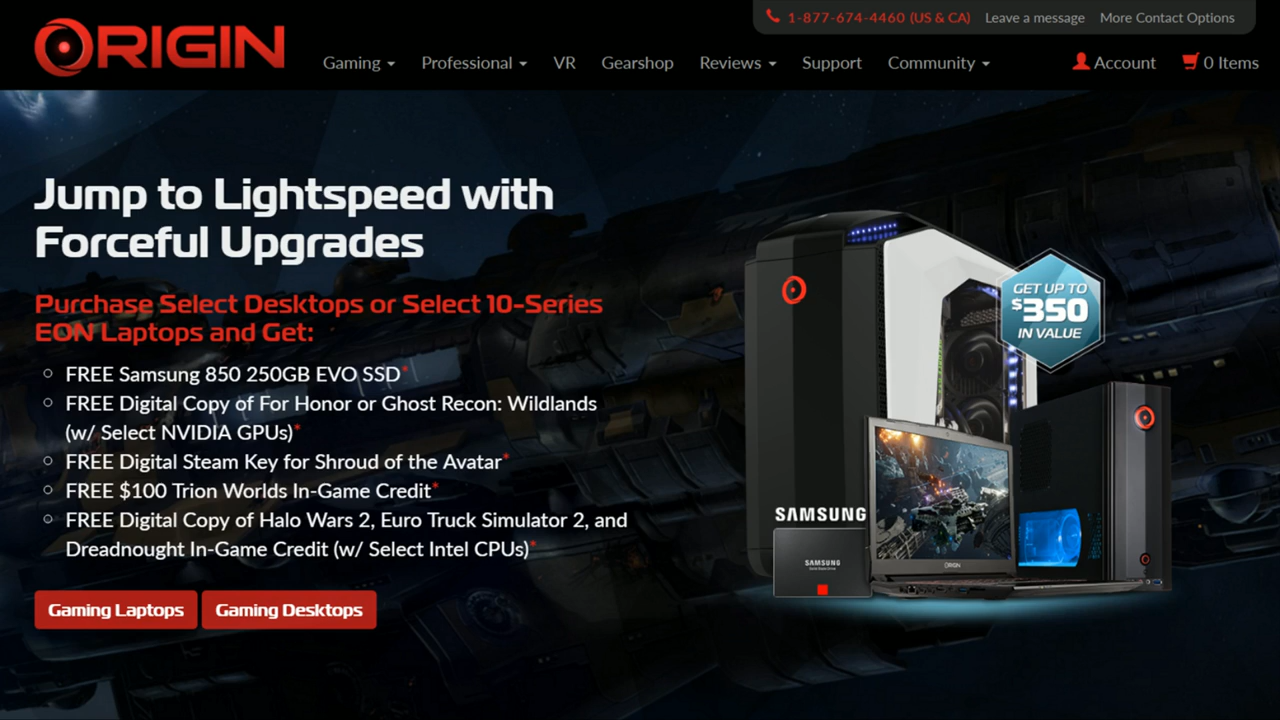 1-877-674-4460 (US & CA) Leave a message More Contact Options
ORIGIN
Gaming Professional VR Gearshop Reviews Support Community Account 0 Items
Jump to Lightspeed with
Forceful Upgrades
Purchase Select Desktops or Select 10-Series
EON Laptops and Get:
FREE Samsung 850 250GB EVO SSD*
FREE Digital Copy of For Honor or Ghost Recon: Wildlands
(w/ Select NVIDIA GPUs)*
FREE Digital Steam Key for Shroud of the Avatar*
FREE $100 Trion Worlds In-Game Credit*
FREE Digital Copy of Halo Wars 2, Euro Truck Simulator 2, and
Dreadnought In-Game Credit (w/ Select Intel CPUs)*
Gaming Laptops Gaming Desktops
GET UP TO
$350
IN VALUE
SAMSUNG
SAMSUNG
Solid State Drive
ORIGIN